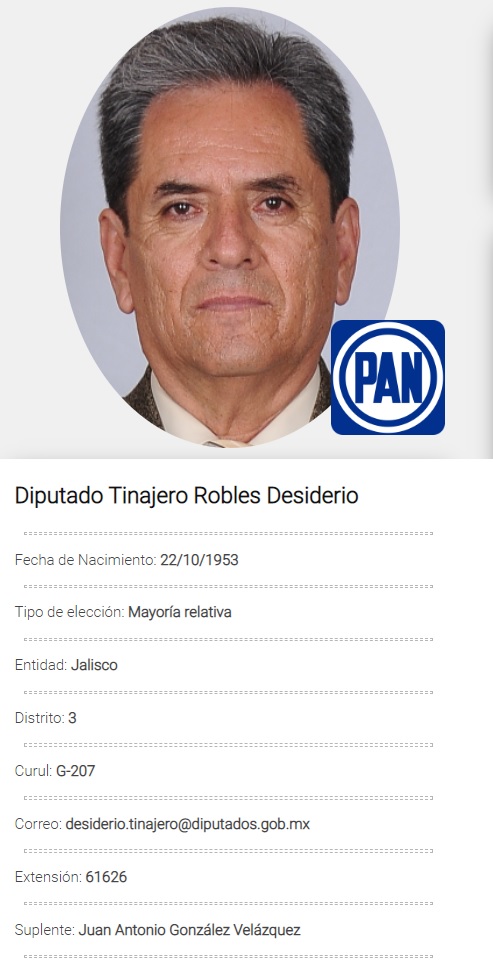 PAN
Diputado Tinajero Robles Desiderio
Fecha de Nacimiento: 22/10/1953
Tipo de elección: Mayoría relativa
Entidad: Jalisco
Distrito: 3
Curul: G-207
Correo: desiderio.tinajero@diputados.gob.mx
Extensión: 61626
Suplente: Juan Antonio González Velázquez